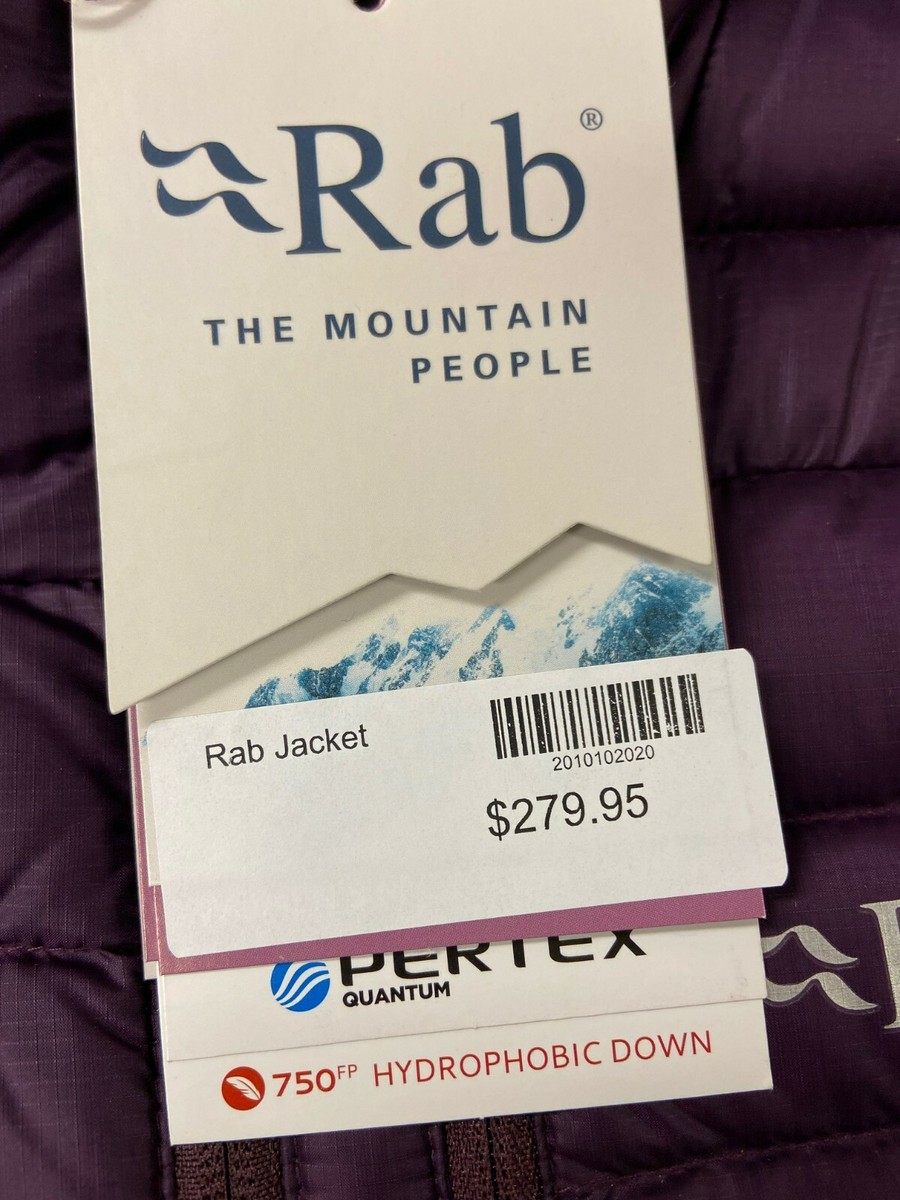 Rab®
THE MOUNTAIN
PEOPLE
Rab Jacket
2010102020
$279.95
PERTEX
QUANTUM
750FP HYDROPHOBIC DOWN